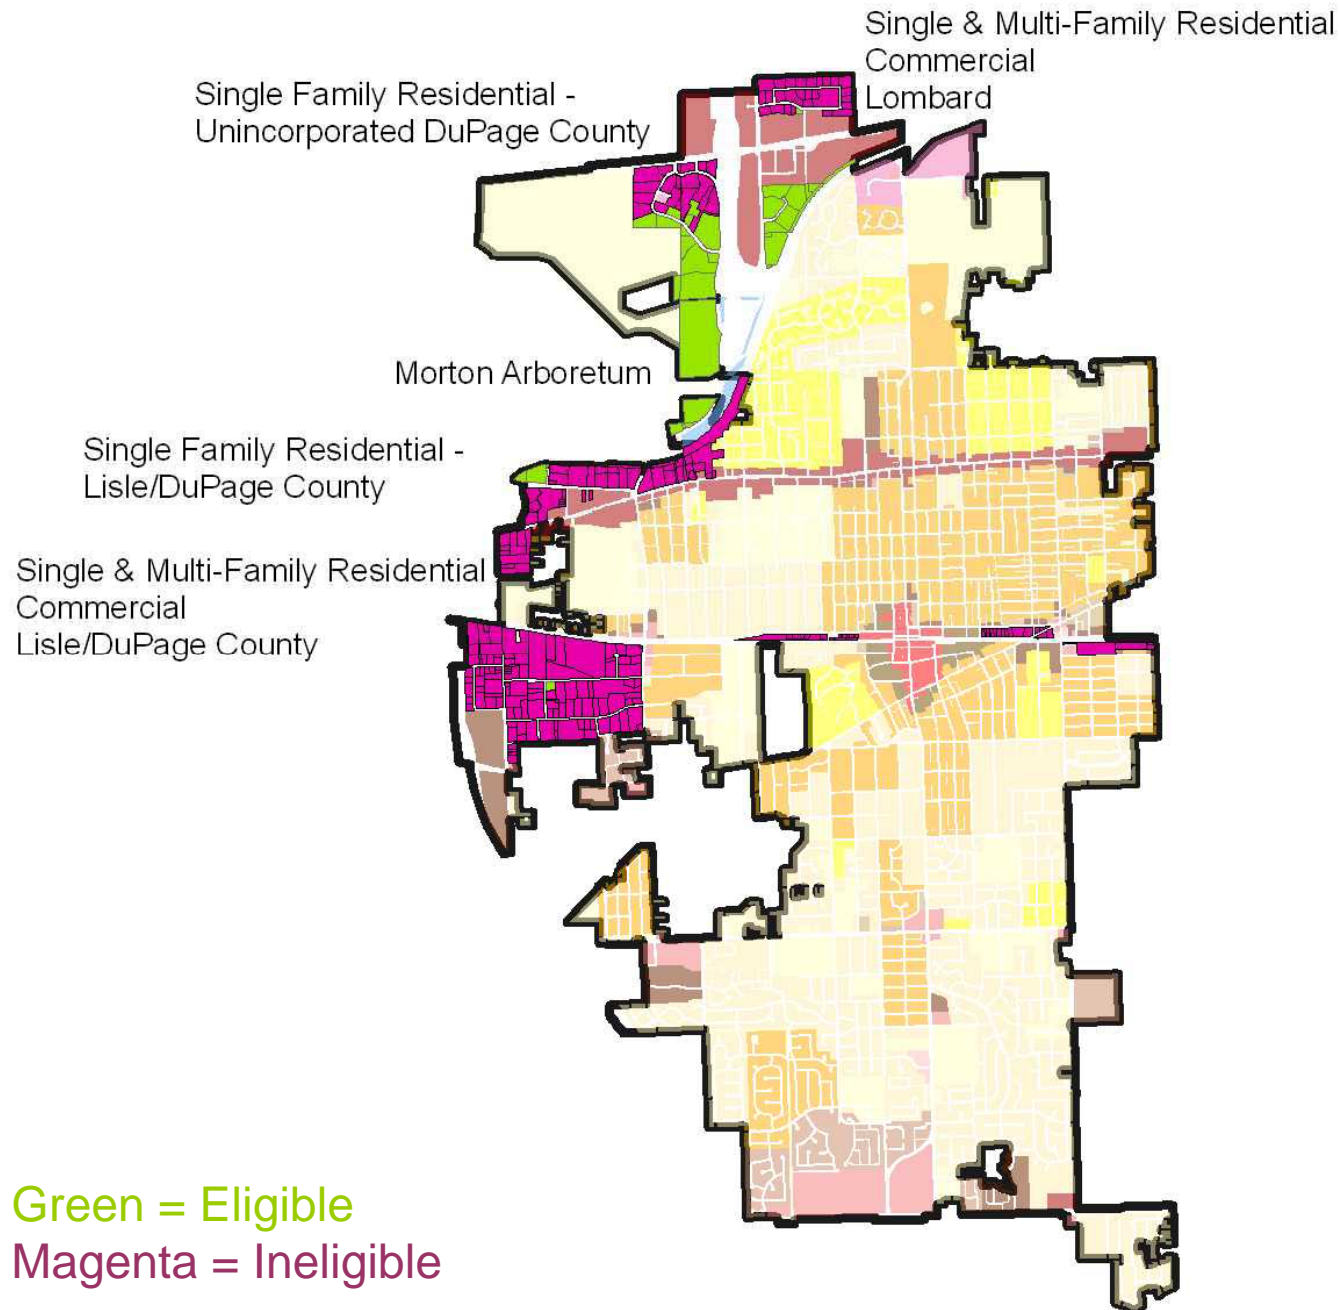 Single & Multi-Family Residential
Commercial
Lombard
Single Family Residential -
Unincorporated DuPage County
Morton Arboretum
Single Family Residential -
Lisle/DuPage County
Single & Multi-Family Residential
Commercial
Lisle/DuPage County
Green = Eligible
Magenta = Ineligible